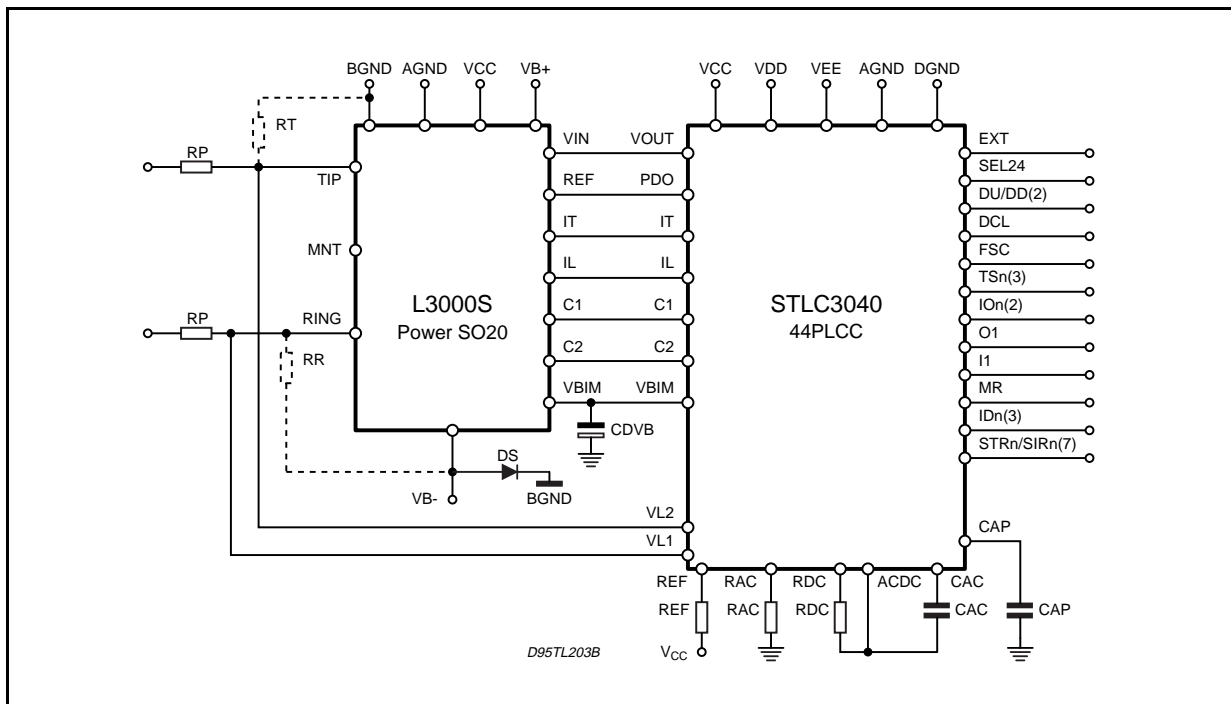 BGND AGND VCC VB+ VCC VDD VEE AGND DGND
RT
RP
TIP
MNT
RP
RING
RR
L3000S
Power SO20
VIN VOUT
REF PDO
IT IT
IL IL
C1 C1
C2 C2
VBIM VBIM
CDVB
DS
BGND
VB-
STLC3040
44PLCC
EXT
SEL24
DU/DD(2)
DCL
FSC
TSn(3)
IOn(2)
O1
I1
MR
IDn(3)
STRn/SIRn(7)
VL2
VL1
CAP
REF RAC RDC ACDC CAC
REF RAC RDC CAC CAP
VCC
D95TL203B